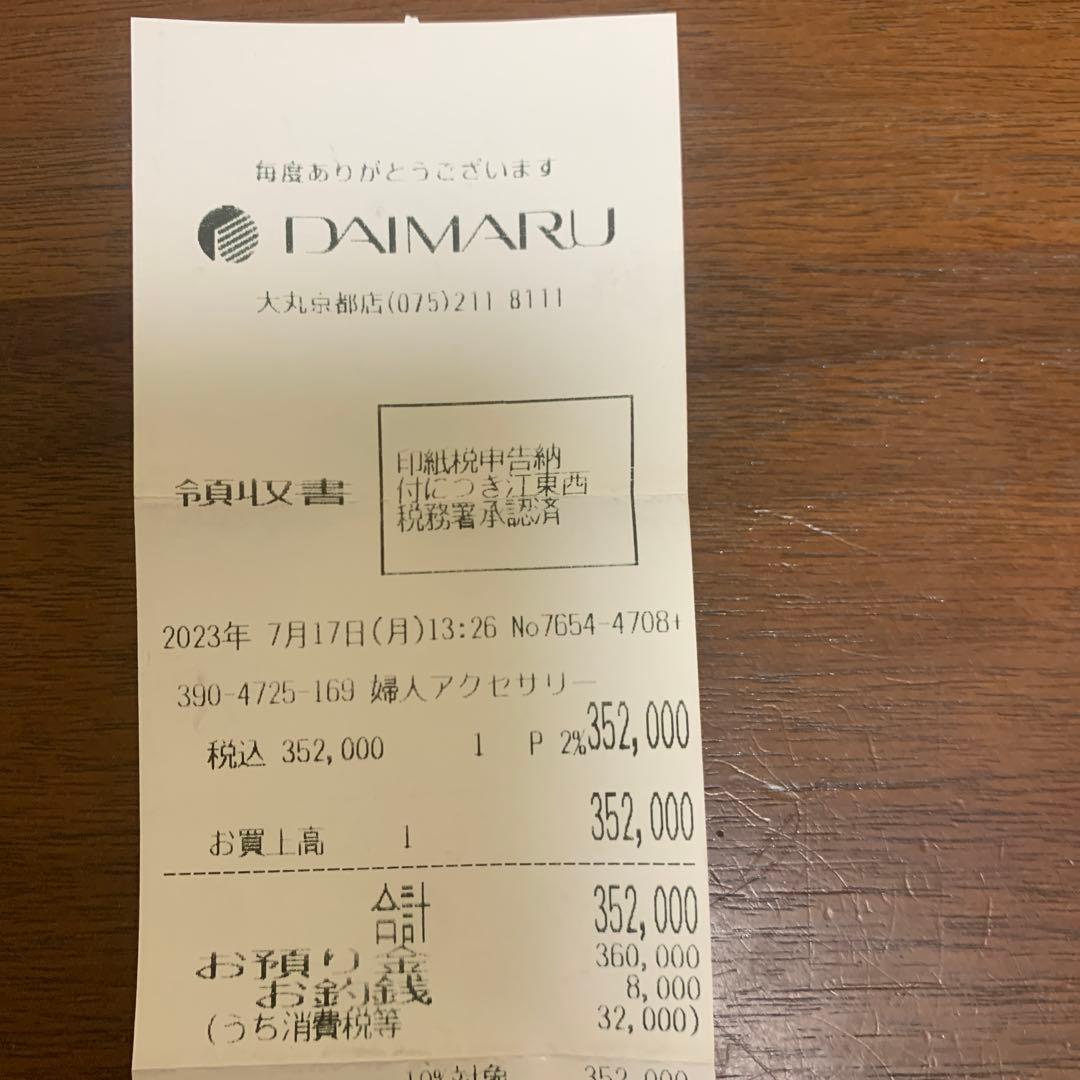 毎度ありがとうございます
DAIMARU
大丸京都店(075)211 8111
領収書
印紙税申告納
付につき江東西
税務署承認済
2023年 7月17日(月)13:26 No7654-4708+
390-4725-169 婦人アクセサリー
352,000
税込 352,000 1 P 2%
お買上高 1 352,000
合計 352,000
お預り金 360,000
お釣銭 8,000
(うち消費税等 32,000)
10%対象 352,000